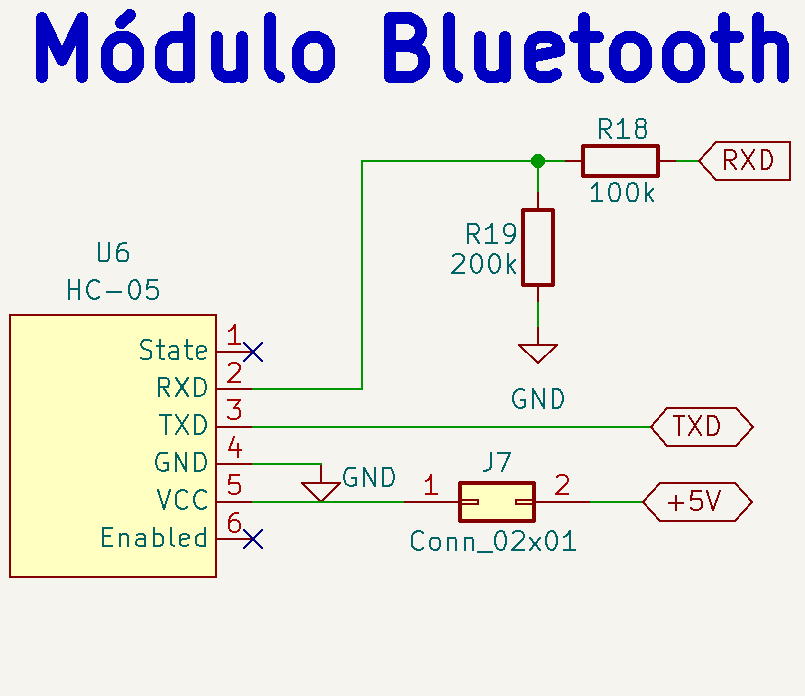 Módulo Bluetooth
R18
RXD
100k
R19
200k
GND
U6
HC-05
State 1
RXD 2
TXD 3
GND 4
VCC 5
Enabled 6
GND
TXD
J7
1 2
+5V
Conn_02x01